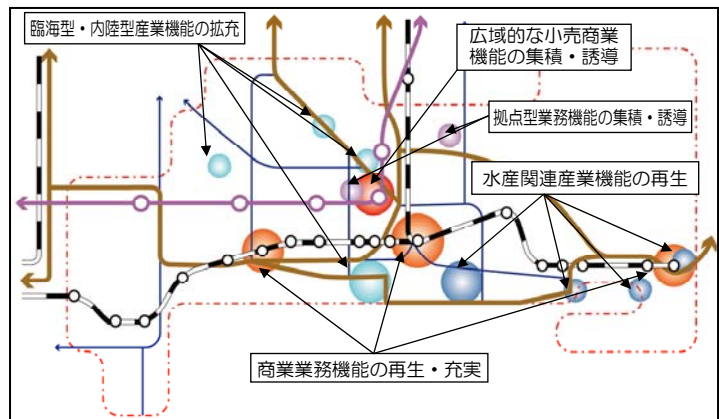 臨海型・内陸型産業機能の拡充
広域的な小売商業
機能の集積・誘導
拠点型業務機能の集積・誘導
水産関連産業機能の再生
商業業務機能の再生・充実